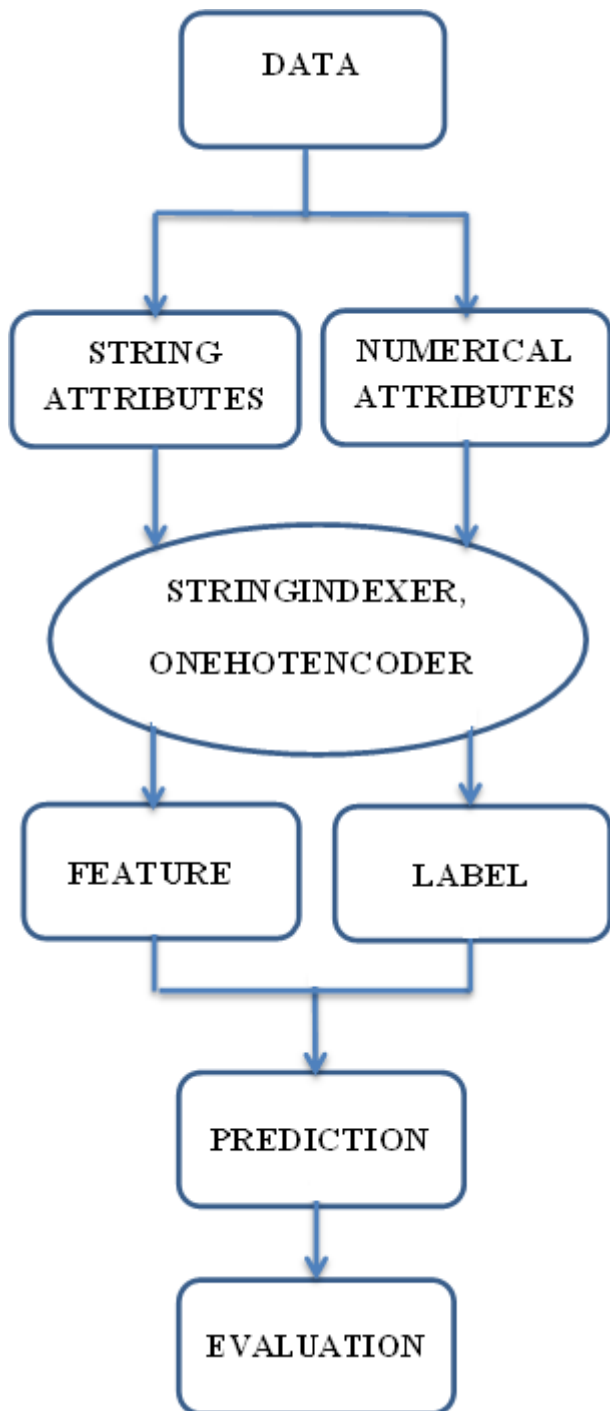 DATA
STRING
ATTRIBUTES
NUMERICAL
ATTRIBUTES
STRINGINDEXER,
ONEHOTENCODER
FEATURE
LABEL
PREDICTION
EVALUATION